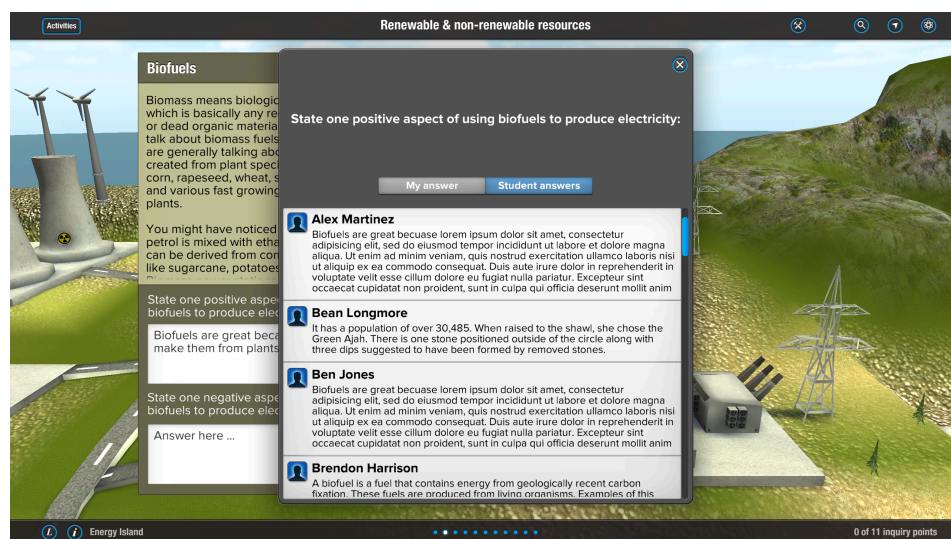 Activities
Renewable & non-renewable resources
Biofuels
Biomass means biologic
which is basically any re
or dead organic materia
talk about biomass fuels
are generally talking abo
created from plant speci
corn, rapeseed, wheat, s
and various fast growing
plants.
You might have noticed
petrol is mixed with etha
can be derived from con
like sugarcane, potatoes
State one positive aspe
biofuels to produce elec
Biofuels are great beca
make them from plants
State one negative aspe
biofuels to produce elec
Answer here ...
State one positive aspect of using biofuels to produce electricity:
My answer
Student answers
Alex Martinez
Biofuels are great becuase lorem ipsum dolor sit amet, consectetur
adipisicing elit, sed do eiusmod tempor incididunt ut labore et dolore magna
aliqua. Ut enim ad minim veniam, quis nostrud exercitation ullamco laboris nisi
ut aliquip ex ea commodo consequat. Duis aute irure dolor in reprehenderit in
voluptate velit esse cillum dolore eu fugiat nulla pariatur. Excepteur sint
occaecat cupidatat non proident, sunt in culpa qui officia deserunt mollit anim
Bean Longmore
It has a population of over 30,485. When raised to the shawl, she chose the
Green Ajah. There is one stone positioned outside of the circle along with
three dips suggested to have been formed by removed stones.
Ben Jones
Biofuels are great becuase lorem ipsum dolor sit amet, consectetur
adipisicing elit, sed do eiusmod tempor incididunt ut labore et dolore magna
aliqua. Ut enim ad minim veniam, quis nostrud exercitation ullamco laboris nisi
ut aliquip ex ea commodo consequat. Duis aute irure dolor in reprehenderit in
voluptate velit esse cillum dolore eu fugiat nulla pariatur. Excepteur sint
occaecat cupidatat non proident, sunt in culpa qui officia deserunt mollit anim
Brendon Harrison
A biofuel is a fuel that contains energy from geologically recent carbon
fixation. These fuels are produced from living organisms. Examples of this
L
i
Energy Island
0 of 11 inquiry points